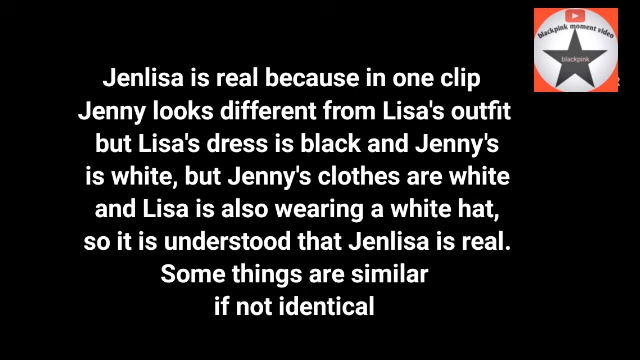 blackpink moment video
blackpink
Jenlisa is real because in one clip
Jenny looks different from Lisa's outfit
but Lisa's dress is black and Jenny's
is white, but Jenny's clothes are white
and Lisa is also wearing a white hat,
so it is understood that Jenlisa is real.
Some things are similar
if not identical